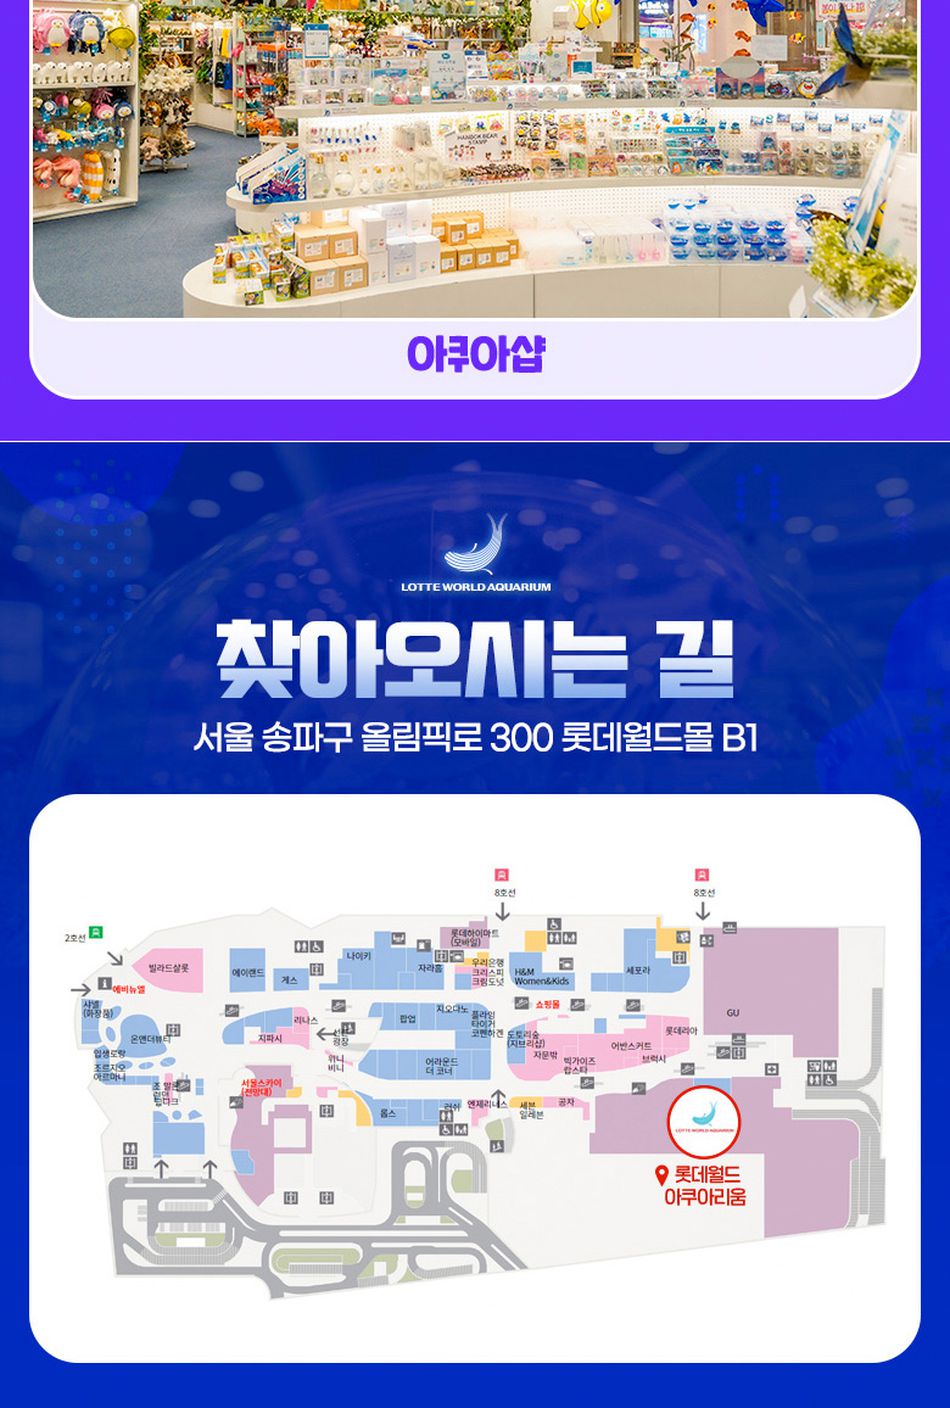 HANBOK BEAR
STAMP
아쿠아샵
LOTTE WORLD AQUARIUM
찾아오시는 길
서울 송파구 올림픽로 300 롯데월드몰 B1
8호선
8호선
2호선
롯데하이마트
(모바일)
빌라드샬롯
에이랜드
게스
나이키
자라홈
우리은행
크리스피
크림도넛
H&M
Women&Kids
세포라
에비뉴엘
샤넬
(화장품)
온앤더뷰티
입생로랑
조르지오
아르마니
조 말론
런던
리나스
지파시
광장
위니
비니
팝업
지오다노
플라잉
타이거
코펜하겐
쇼핑몰
도토리숲
(지브리샵)
자문밖
빅가이즈
랍스타
어반스커트
브릭시
롯데리아
GU
어라운드
더 코너
서울스카이
(전망대)
롭스
러쉬
엔제리너스
세븐
일레븐
공차
LOTTE WORLD AQUARIUM
롯데월드
아쿠아리움